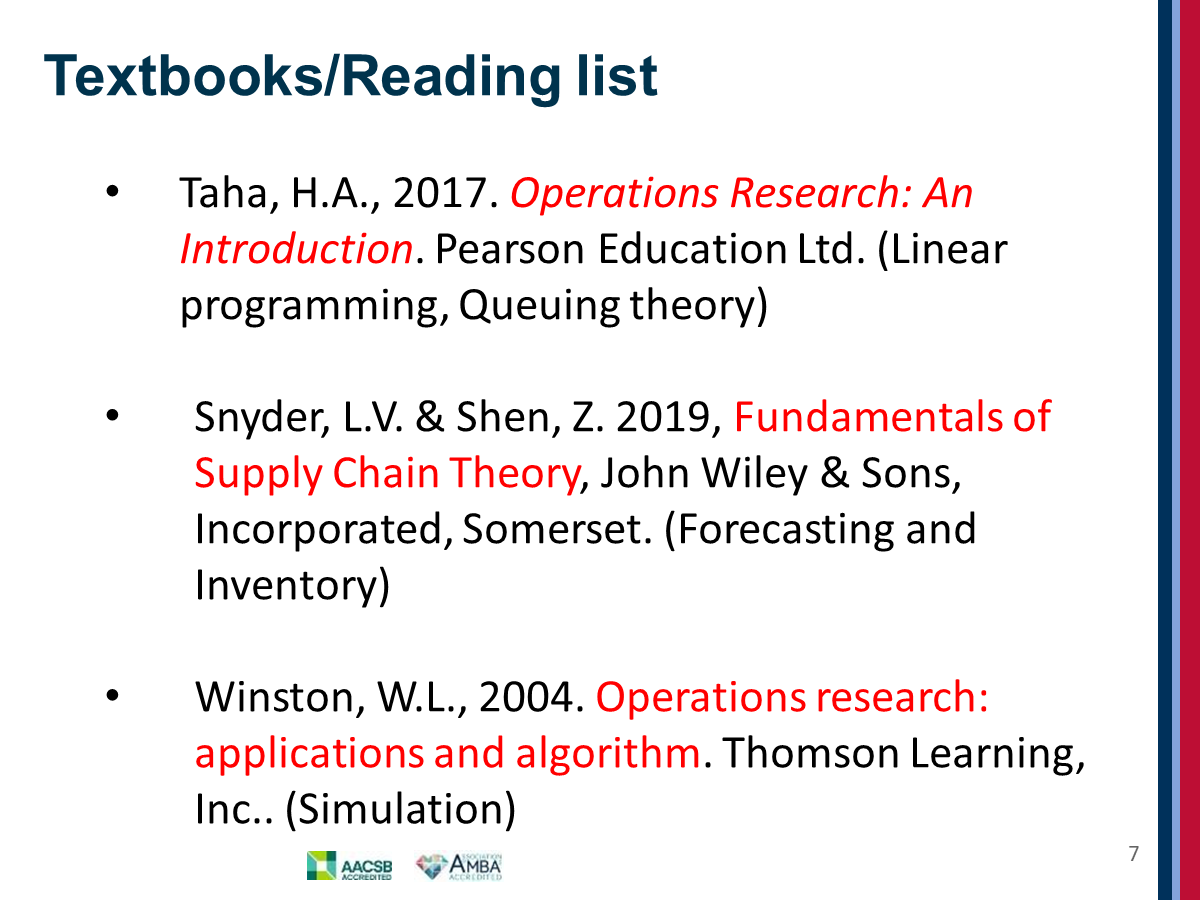 Textbooks/Reading list
• Taha, H.A., 2017. Operations Research: An
Introduction. Pearson Education Ltd. (Linear
programming, Queuing theory)
• Snyder, L.V. & Shen, Z. 2019, Fundamentals of
Supply Chain Theory, John Wiley & Sons,
Incorporated, Somerset. (Forecasting and
Inventory)
• Winston, W.L., 2004. Operations research:
applications and algorithm. Thomson Learning,
Inc.. (Simulation)
AACSB
ACCREDITED
ASSOCIATION
AMBA
ACCREDITED
7